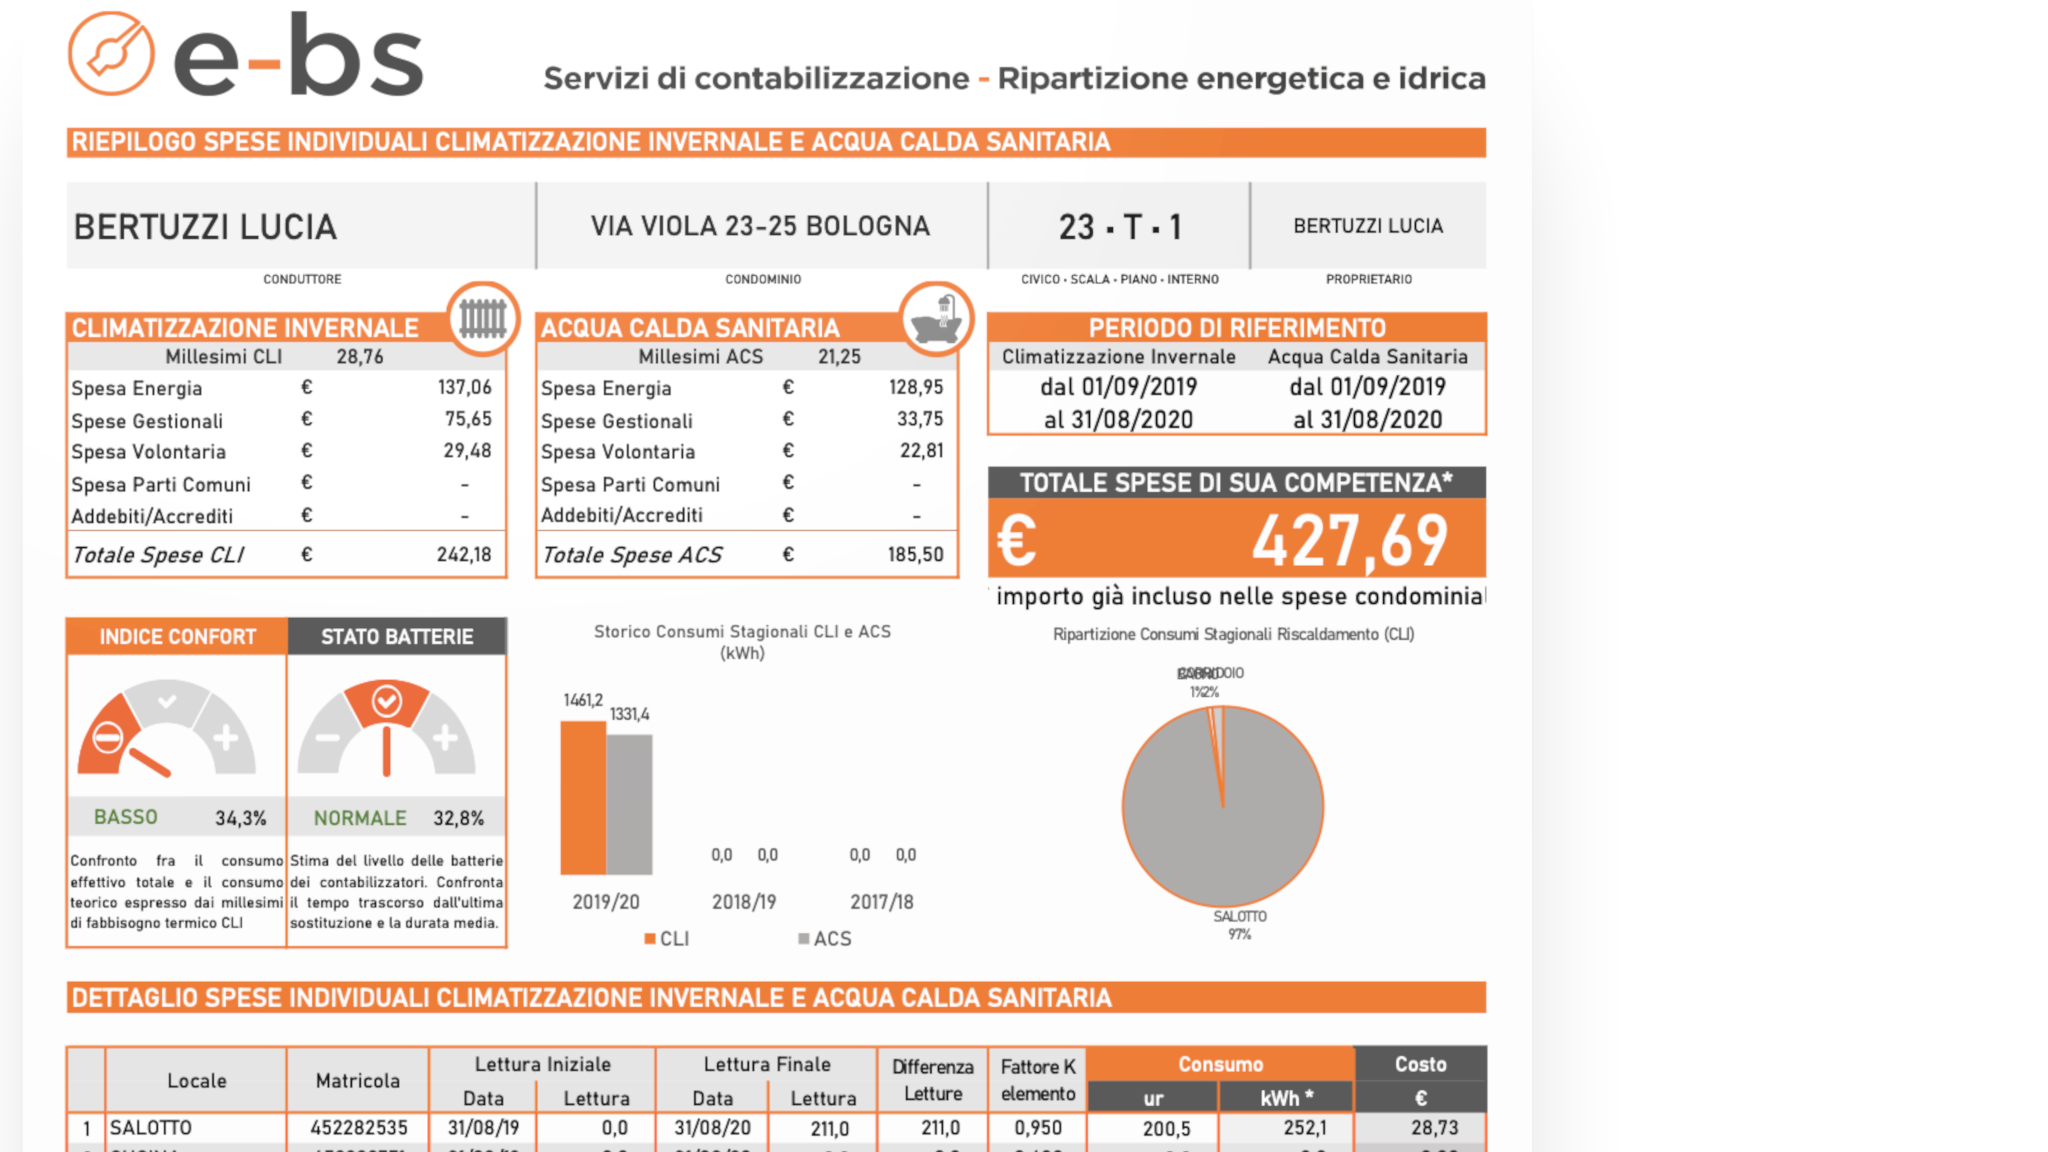 e-bs
Servizi di contabilizzazione - Ripartizione energetica e idrica
RIEPILOGO SPESE INDIVIDUALI CLIMATIZZAZIONE INVERNALE E ACQUA CALDA SANITARIA
BERTUZZI LUCIA
VIA VIOLA 23-25 BOLOGNA
23 · T · 1
BERTUZZI LUCIA
CONDUTTORE
CONDOMINIO
CIVICO · SCALA · PIANO · INTERNO
PROPRIETARIO
CLIMATIZZAZIONE INVERNALE
Millesimi CLI 28,76
Spesa Energia € 137,06
Spese Gestionali € 75,65
Spesa Volontaria € 29,48
Spesa Parti Comuni € -
Addebiti/Accrediti € -
Totale Spese CLI € 242,18
ACQUA CALDA SANITARIA
Millesimi ACS 21,25
Spesa Energia € 128,95
Spese Gestionali € 33,75
Spesa Volontaria € 22,81
Spesa Parti Comuni € -
Addebiti/Accrediti € -
Totale Spese ACS € 185,50
PERIODO DI RIFERIMENTO
Climatizzazione Invernale Acqua Calda Sanitaria
dal 01/09/2019 dal 01/09/2019
al 31/08/2020 al 31/08/2020
TOTALE SPESE DI SUA COMPETENZA*
€ 427,69
importo già incluso nelle spese condominial
INDICE CONFORT
BASSO 34,3%
Confronto fra il consumo
effettivo totale e il consumo
teorico espresso dai millesimi
di fabbisogno termico CLI
STATO BATTERIE
NORMALE 32,8%
Stima del livello delle batterie
dei contabilizzatori. Confronta
il tempo trascorso dall'ultima
sostituzione e la durata media.
Storico Consumi Stagionali CLI e ACS
(kWh)
1461,2
1331,4
0,0 0,0 0,0 0,0
2019/20 2018/19 2017/18
CLI ACS
Ripartizione Consumi Stagionali Riscaldamento (CLI)
CORRIDOIO
1% 2%
SALOTTO
97%
DETTAGLIO SPESE INDIVIDUALI CLIMATIZZAZIONE INVERNALE E ACQUA CALDA SANITARIA
Locale Matricola Lettura Iniziale Lettura Finale Differenza Letture Fattore K elemento Consumo Costo
Data Lettura Data Lettura ur kWh * €
1 SALOTTO 452282535 31/08/19 0,0 31/08/20 211,0 211,0 0,950 200,5 252,1 28,73